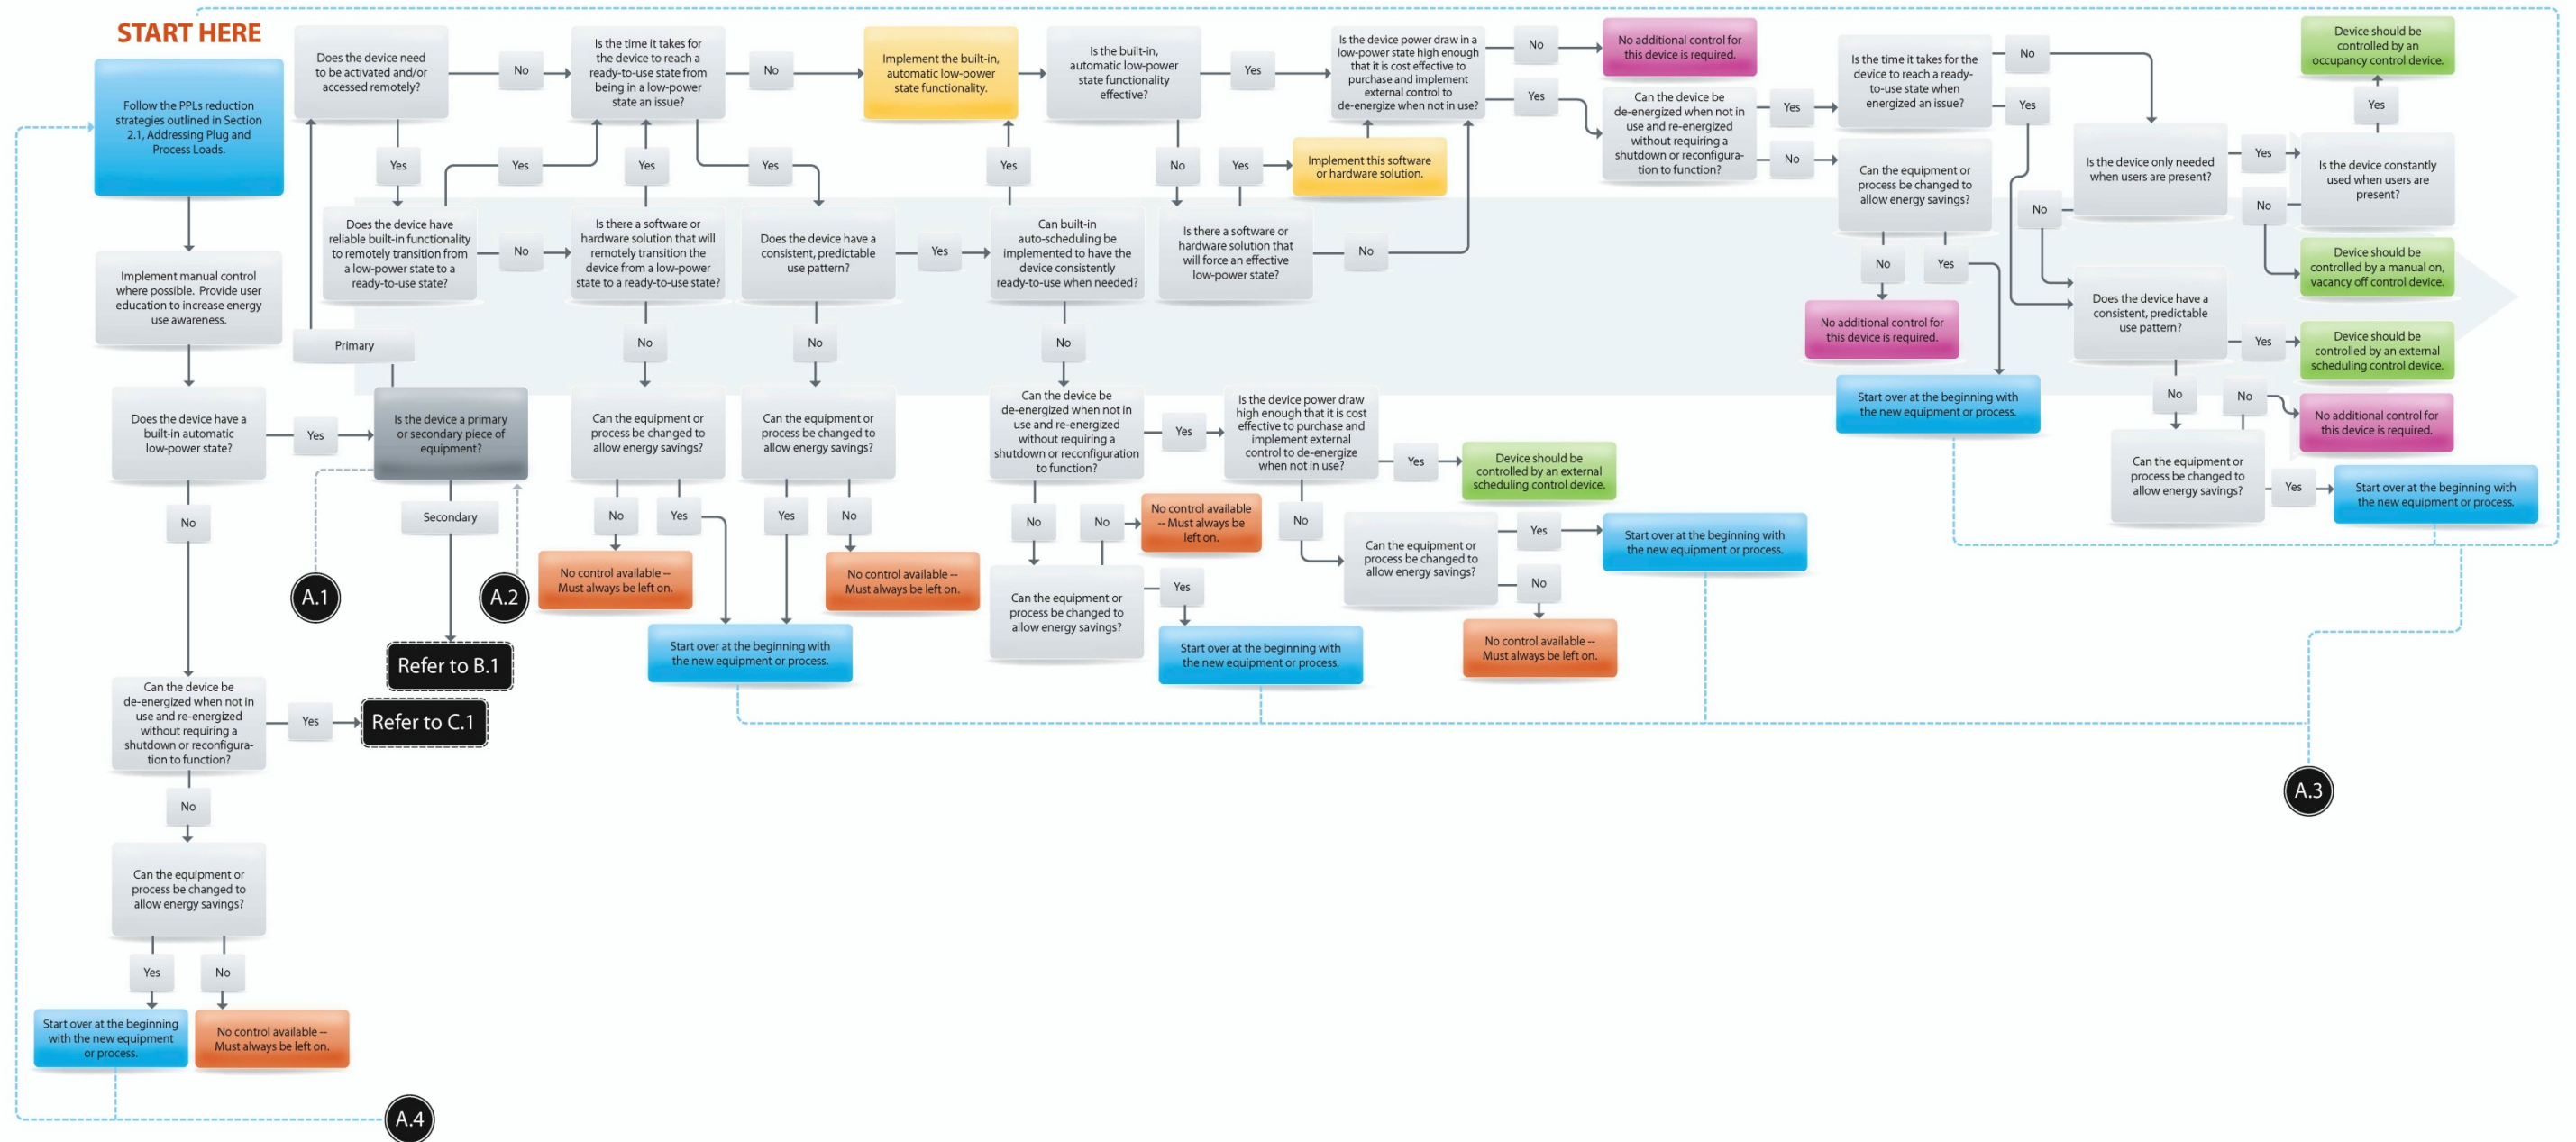 START HERE
Follow the PPLs reduction
strategies outlined in Section
2.1, Addressing Plug and
Process Loads.
Implement manual control
where possible. Provide user
education to increase energy
use awareness.
Does the device have a
built-in automatic
low-power state?
Yes
No
Can the device be
de-energized when not in
use and re-energized
without requiring a
shutdown or reconfigura-
tion to function?
Yes
Refer to C.1
No
Can the equipment or
process be changed to
allow energy savings?
Yes
No
Start over at the beginning
with the new equipment
or process.
No control available --
Must always be left on.
A.4
Is the device a primary
or secondary piece of
equipment?
Primary
Secondary
A.1
A.2
Refer to B.1
Does the device need
to be activated and/or
accessed remotely?
No
Yes
Does the device have
reliable built-in functionality
to remotely transition from
a low-power state to a
ready-to-use state?
Yes
No
Is the time it takes for
the device to reach a
ready-to-use state from
being in a low-power
state an issue?
No
Yes
Yes
Is there a software or
hardware solution that will
remotely transition the
device from a low-power
state to a ready-to-use state?
No
Can the equipment or
process be changed to
allow energy savings?
No
Yes
No control available --
Must always be left on.
Does the device have a
consistent, predictable
use pattern?
Yes
No
Can the equipment or
process be changed to
allow energy savings?
Yes
No
No control available --
Must always be left on.
Start over at the beginning with
the new equipment or process.
Implement the built-in,
automatic low-power
state functionality.
Yes
Can built-in
auto-scheduling be
implemented to have the
device consistently
ready-to-use when needed?
No
Can the device be
de-energized when not in
use and re-energized
without requiring a
shutdown or reconfiguration
to function?
Yes
No
No
No control available
-- Must always be
left on.
Can the equipment or
process be changed to
allow energy savings?
Yes
Start over at the beginning with
the new equipment or process.
Is the device power draw
high enough that it is cost
effective to purchase and
implement external
control to de-energize
when not in use?
Yes
Device should be
controlled by an external
scheduling control device.
No
Can the equipment or
process be changed to
allow energy savings?
Yes
Start over at the beginning with
the new equipment or process.
No
No control available --
Must always be left on.
Is the built-in,
automatic low-power
state functionality
effective?
Yes
No
Is there a software or
hardware solution that
will force an effective
low-power state?
Yes
Implement this software
or hardware solution.
No
Is the device power draw in a
low-power state high enough
that it is cost effective to
purchase and implement
external control to
de-energize when not in use?
No
No additional control for
this device is required.
Yes
Can the device be
de-energized when not in
use and re-energized
without requiring a
shutdown or reconfigura-
tion to function?
Yes
No
Is the time it takes for the
device to reach a ready-
to-use state when
energized an issue?
No
Yes
Can the equipment or
process be changed to
allow energy savings?
No
Yes
No additional control for
this device is required.
Start over at the beginning with
the new equipment or process.
Is the device only needed
when users are present?
Yes
No
Is the device constantly
used when users are
present?
Yes
Device should be
controlled by an
occupancy control device.
No
Device should be
controlled by a manual on,
vacancy off control device.
Does the device have a
consistent, predictable
use pattern?
Yes
Device should be
controlled by an external
scheduling control device.
No
No
No additional control for
this device is required.
Can the equipment or
process be changed to
allow energy savings?
Yes
Start over at the beginning with
the new equipment or process.
A.3